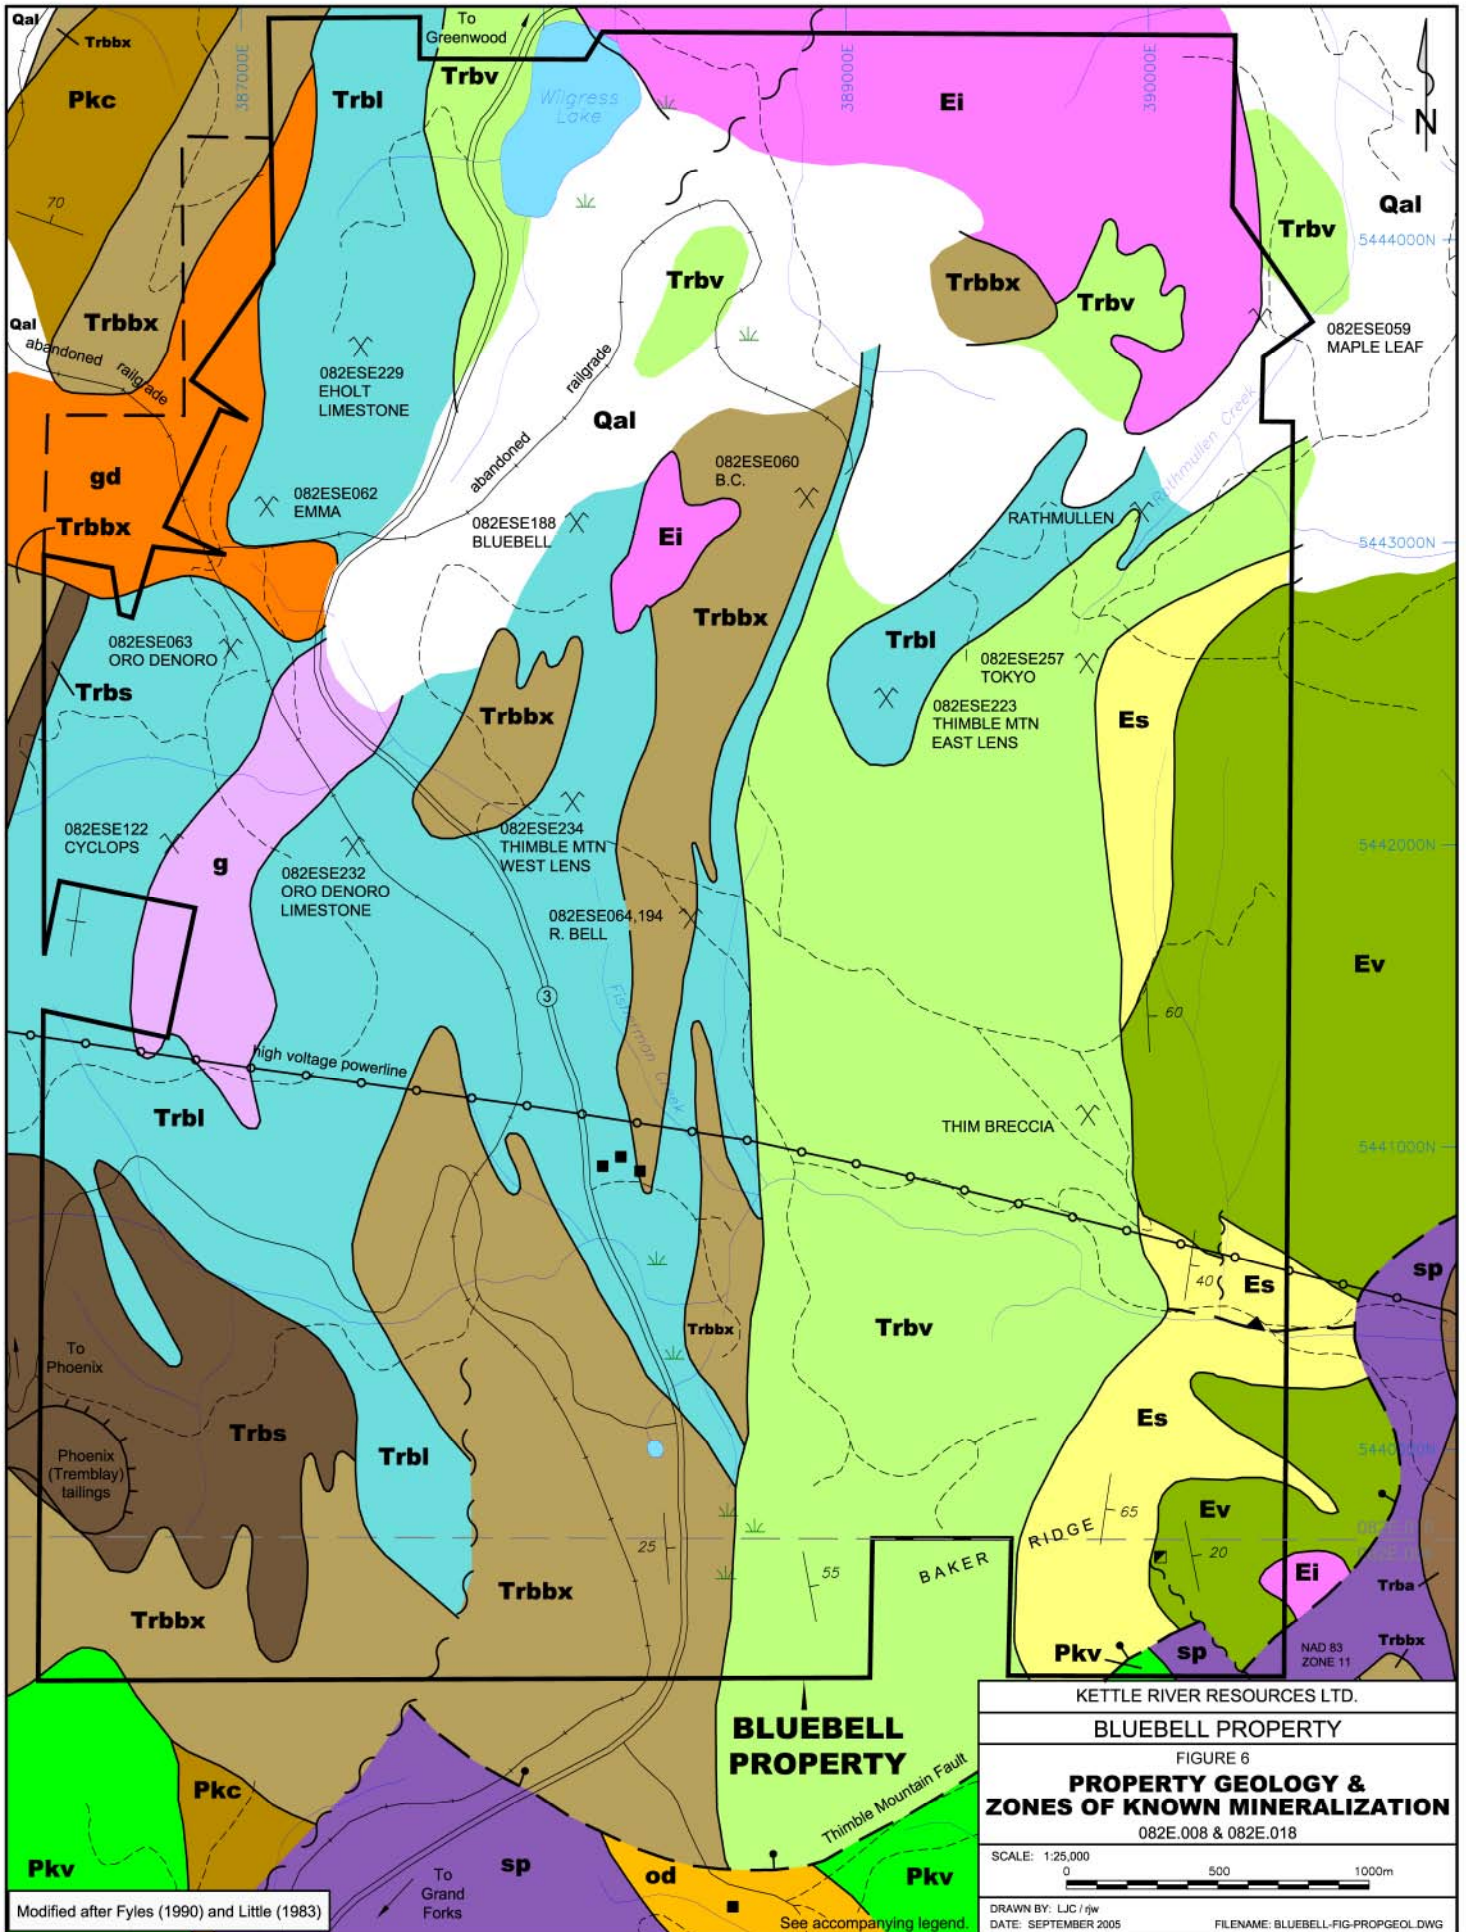 Qal
Trbbx
Pkc
387000E
Trbl
To
Greenwood
Trbv
Wilgress
Lake
389000E
Ei
390000E
N
Qal
Trbv
5444000N
70
Trbbx
Qal
abandoned
railgrade
082ESE229
EHOLT
LIMESTONE
Trbv
railgrade
abandoned
Qal
Trbbx
Trbv
082ESE059
MAPLE LEAF
gd
Trbbx
082ESE062
EMMA
082ESE188
BLUEBELL
Ei
082ESE060
B.C.
RATHMULLEN
Rathmullen Creek
5443000N
082ESE063
ORO DENORO
Trbs
Trbbx
Trbbx
Trbl
082ESE257
TOKYO
082ESE223
THIMBLE MTN
EAST LENS
Es
082ESE122
CYCLOPS
g
082ESE232
ORO DENORO
LIMESTONE
082ESE234
THIMBLE MTN
WEST LENS
5442000N
082ESE064,194
R. BELL
3
Fisherman Creek
Ev
60
high voltage powerline
Trbl
THIM BRECCIA
5441000N
To
Phoenix
Trbbx
Trbv
40
Es
sp
Trbs
Phoenix
(Tremblay)
tailings
Trbl
Es
5440000N
65
Ev
RIDGE
BAKER
25
55
20
Ei
Trba
Trbbx
Trbbx
Pkv
sp
NAD 83
ZONE 11
Trbbx
BLUEBELL
PROPERTY
Thimble Mountain Fault
Pkc
Pkv
sp
To
Grand
Forks
od
Pkv
Modified after Fyles (1990) and Little (1983)
See accompanying legend.
KETTLE RIVER RESOURCES LTD.
BLUEBELL PROPERTY
FIGURE 6
PROPERTY GEOLOGY &
ZONES OF KNOWN MINERALIZATION
082E.008 & 082E.018
SCALE: 1:25,000
0 500 1000m
DRAWN BY: LJC / rjw
DATE: SEPTEMBER 2005 FILENAME: BLUEBELL-FIG-PROPGEOL.DWG